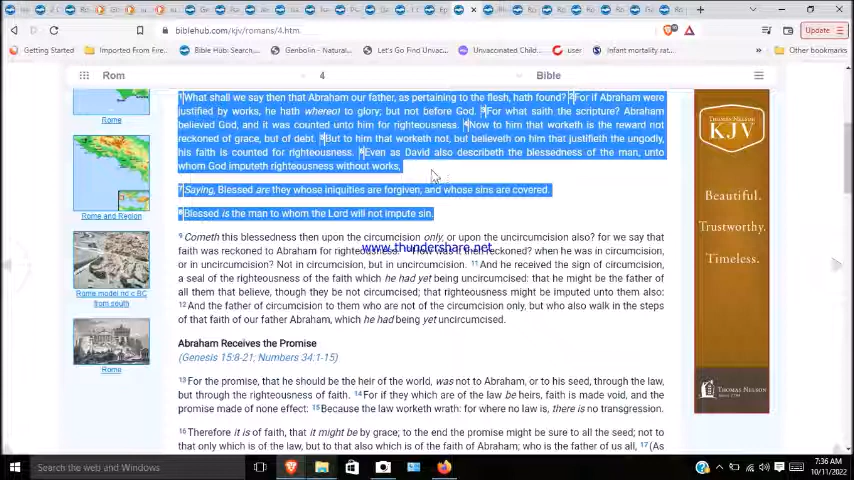 biblehub.com/kjv/romans/4.htm
Update
Getting Started
Imported From Fire...
Bible Hub: Search,...
Genbolin - Natural...
Let's Go Find Unvac...
Unvaccinated Child...
user
Infant mortality rat...
Other bookmarks
Rom
4
Bible
1What shall we say then that Abraham our father, as pertaining to the flesh, hath found? 2For if Abraham were
justified by works, he hath whereof to glory; but not before God. 3For what saith the scripture? Abraham
believed God, and it was counted unto him for righteousness. 4Now to him that worketh is the reward not
reckoned of grace, but of debt. 5But to him that worketh not, but believeth on him that justifieth the ungodly,
his faith is counted for righteousness. 6Even as David also describeth the blessedness of the man, unto
whom God imputeth righteousness without works,
7Saying, Blessed are they whose iniquities are forgiven, and whose sins are covered.
8Blessed is the man to whom the Lord will not impute sin.
9Cometh this blessedness then upon the circumcision only, or upon the uncircumcision also? for we say that
faith was reckoned to Abraham for righteousness. 10How was it then reckoned? when he was in circumcision,
www.thundershare.net
or in uncircumcision? Not in circumcision, but in uncircumcision. 11And he received the sign of circumcision,
a seal of the righteousness of the faith which he had yet being uncircumcised: that he might be the father of
all them that believe, though they be not circumcised; that righteousness might be imputed unto them also:
12And the father of circumcision to them who are not of the circumcision only, but who also walk in the steps
of that faith of our father Abraham, which he had being yet uncircumcised.
Abraham Receives the Promise
(Genesis 15:8-21; Numbers 34:1-15)
13For the promise, that he should be the heir of the world, was not to Abraham, or to his seed, through the law,
but through the righteousness of faith. 14For if they which are of the law be heirs, faith is made void, and the
promise made of none effect: 15Because the law worketh wrath: for where no law is, there is no transgression.
16Therefore it is of faith, that it might be by grace; to the end the promise might be sure to all the seed; not to
that only which is of the law, but to that also which is of the faith of Abraham; who is the father of us all, 17(As
Rome
Rome and Region
Rome model 
from south
Rome
THOMAS NELSON
KJV
Beautiful.
Trustworthy.
Timeless.
THOMAS NELSON
Search the web and Windows
7:36 AM
10/11/2022